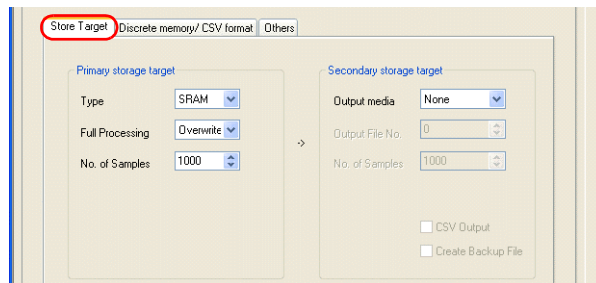 Store Target Discrete memory/ CSV format Others
Primary storage target
Type SRAM
Full Processing Overwrite
No. of Samples 1000
->
Secondary storage target
Output media None
Output File No. 0
No. of Samples 1000
CSV Output
Create Backup File